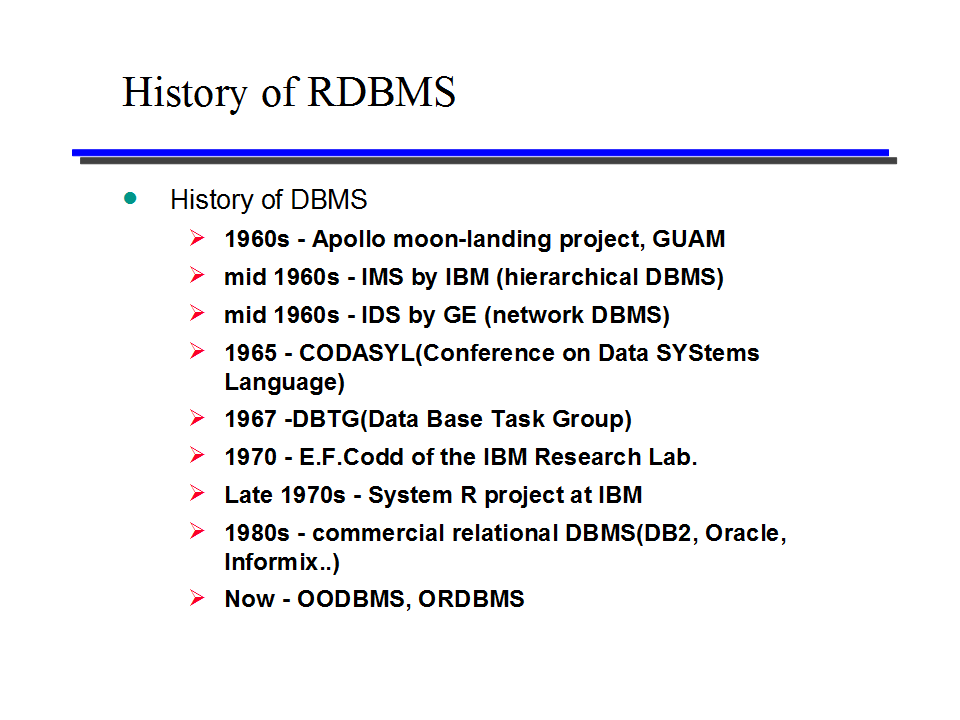 History of RDBMS
History of DBMS
1960s - Apollo moon-landing project, GUAM
mid 1960s - IMS by IBM (hierarchical DBMS)
mid 1960s - IDS by GE (network DBMS)
1965 - CODASYL(Conference on Data SYStems
Language)
1967 -DBTG(Data Base Task Group)
1970 - E.F.Codd of the IBM Research Lab.
Late 1970s - System R project at IBM
1980s - commercial relational DBMS(DB2, Oracle,
Informix..)
Now - OODBMS, ORDBMS